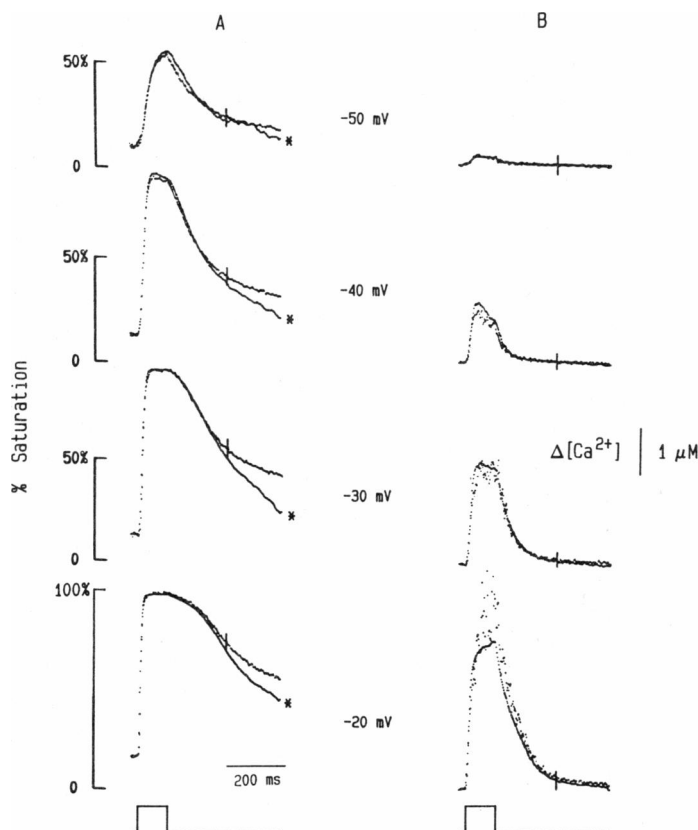 A
B
50%
0
*
-50 mV
50%
0
*
-40 mV
% Saturation
50%
0
*
-30 mV
Δ[Ca²⁺] 1 µM
100%
0
*
-20 mV
200 ms